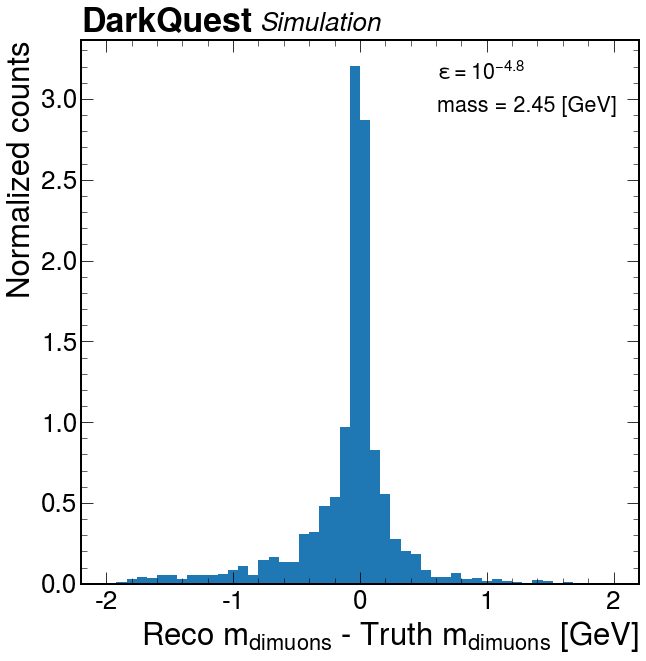 DarkQuest Simulation
ε = 10^−4.8
mass = 2.45 [GeV]
Normalized counts
3.0
2.5
2.0
1.5
1.0
0.5
0.0
-2 -1 0 1 2
Reco m_dimuons - Truth m_dimuons [GeV]